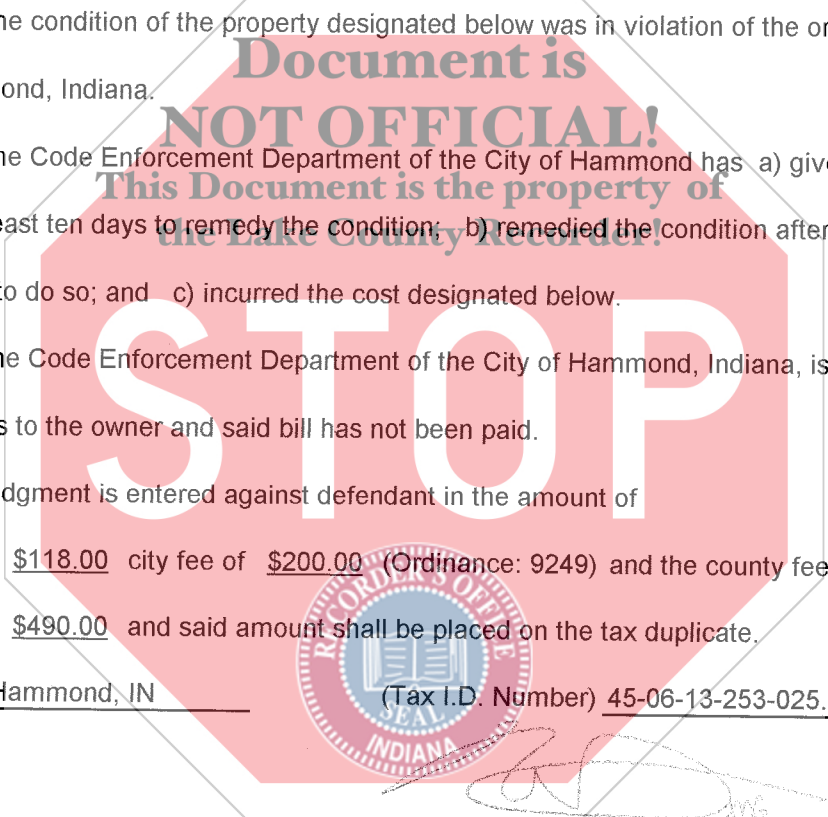 he condition of the property designated below was in violation of the or
Document is
ond, Indiana.
NOT OFFICIAL!
he Code Enforcement Department of the City of Hammond has a) give
This Document is the property of
east ten days to remedy the condition; b) remedied the condition after
the Lake County Recorder!
to do so; and c) incurred the cost designated below.
STOP
he Code Enforcement Department of the City of Hammond, Indiana, is
s to the owner and said bill has not been paid.
dgment is entered against defendant in the amount of
$118.00 city fee of $200.00 (Ordinance: 9249) and the county fee
$490.00 and said amount shall be placed on the tax duplicate.
Hammond, IN (Tax I.D. Number) 45-06-13-253-025.
RECORDER'S OFFICE
SEAL
INDIANA